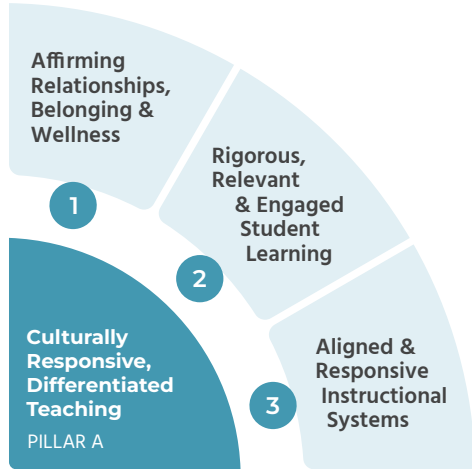 Affirming
Relationships,
Belonging &
Wellness
1
Rigorous,
Relevant
& Engaged
Student
Learning
2
Aligned &
Responsive
Instructional
Systems
3
Culturally
Responsive,
Differentiated
Teaching
PILLAR A